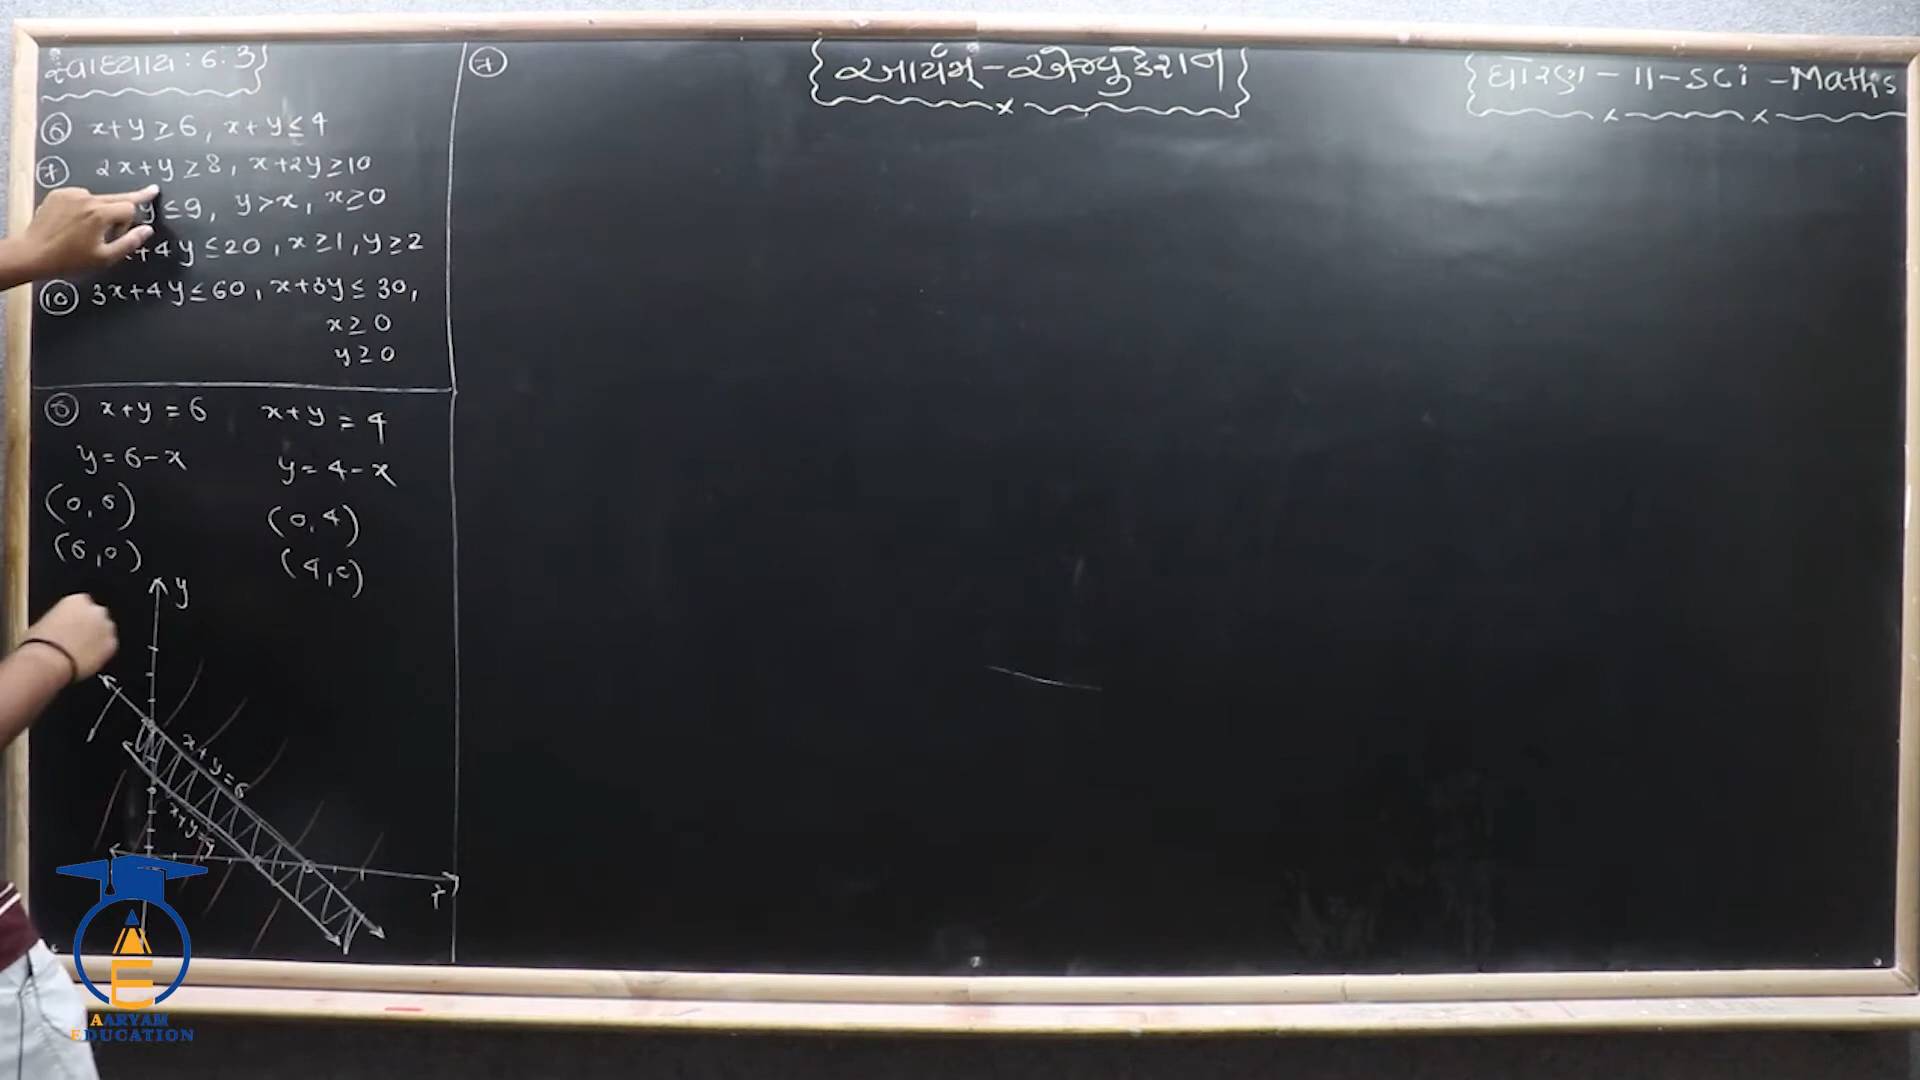 સ્વાધ્યાય : 6.3
⑥ x+y ≥ 6, x+y ≤ 4
⑦ 2x+y ≥ 8, x+2y ≥ 10
y ≤ 9, y > x, x ≥ 0
+4y ≤ 20, x ≥ 1, y ≥ 2
⑩ 3x+4y ≤ 60, x+3y ≤ 30,
x ≥ 0
y ≥ 0
⑥ x+y = 6 x+y = 4
y = 6-x y = 4-x
(0,6) (0,4)
(6,0) (4,0)
y
x+y=6
x
⑦
આર્યમ્ - એજ્યુકેશન
ધોરણ - 11 - SCi - Maths
AARYAM
EDUCATION